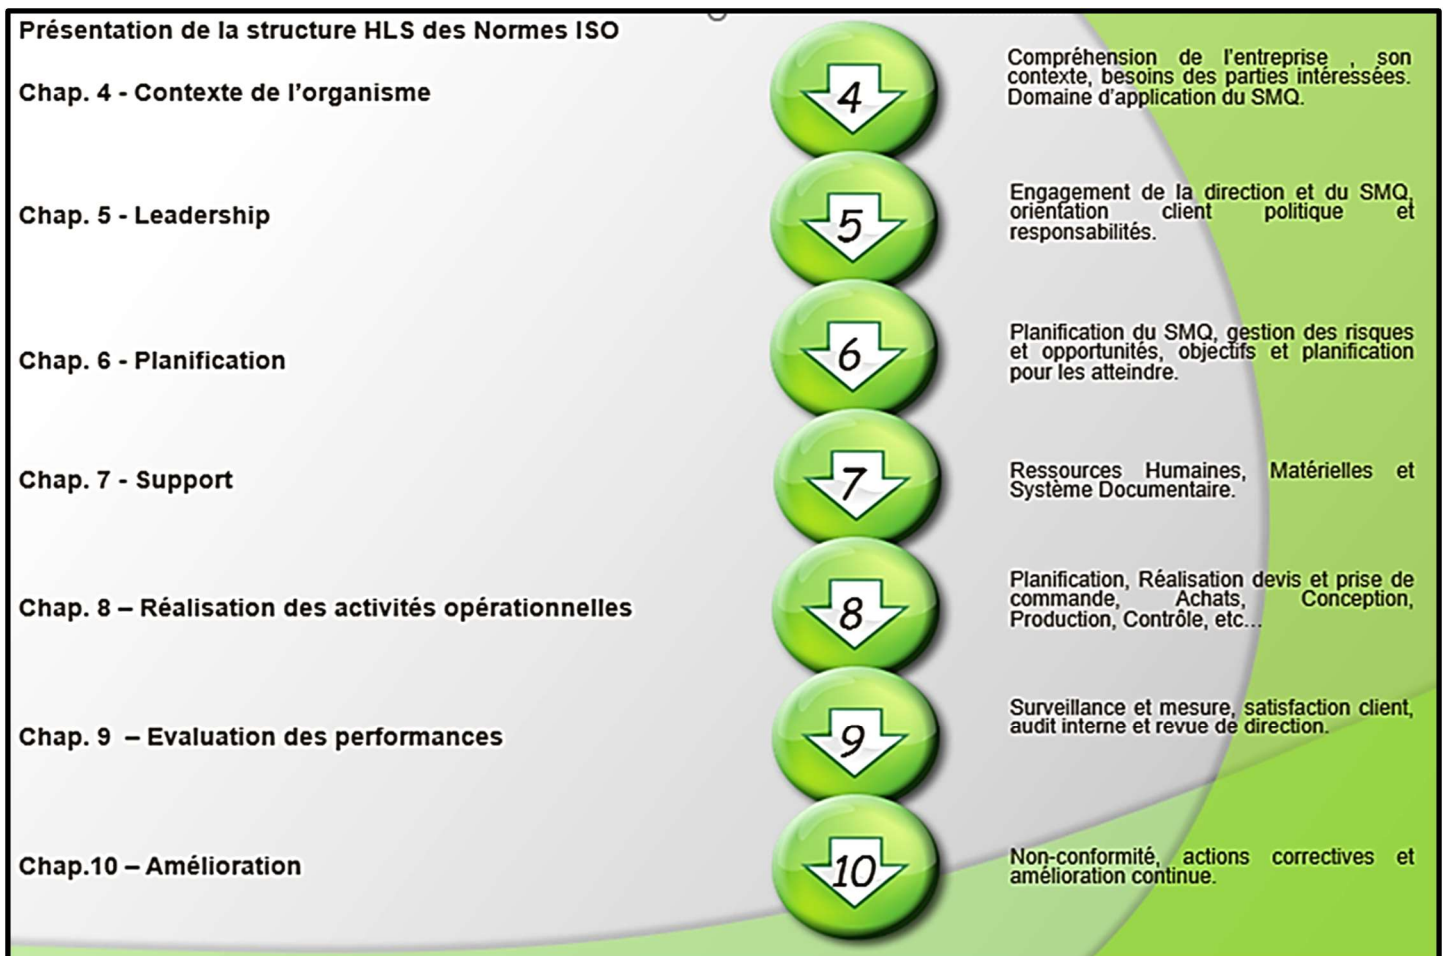 Présentation de la structure HLS des Normes ISO
Chap. 4 - Contexte de l'organisme
4
Compréhension de l'entreprise , son
contexte, besoins des parties intéressées.
Domaine d'application du SMQ.
Chap. 5 - Leadership
5
Engagement de la direction et du SMQ,
orientation client politique et
responsabilités.
Chap. 6 - Planification
6
Planification du SMQ, gestion des risques
et opportunités, objectifs et planification
pour les atteindre.
Chap. 7 - Support
7
Ressources Humaines, Matérielles et
Système Documentaire.
Chap. 8 – Réalisation des activités opérationnelles
8
Planification, Réalisation devis et prise de
commande, Achats, Conception,
Production, Contrôle, etc...
Chap. 9 – Evaluation des performances
9
Surveillance et mesure, satisfaction client,
audit interne et revue de direction.
Chap.10 – Amélioration
10
Non-conformité, actions correctives et
amélioration continue.